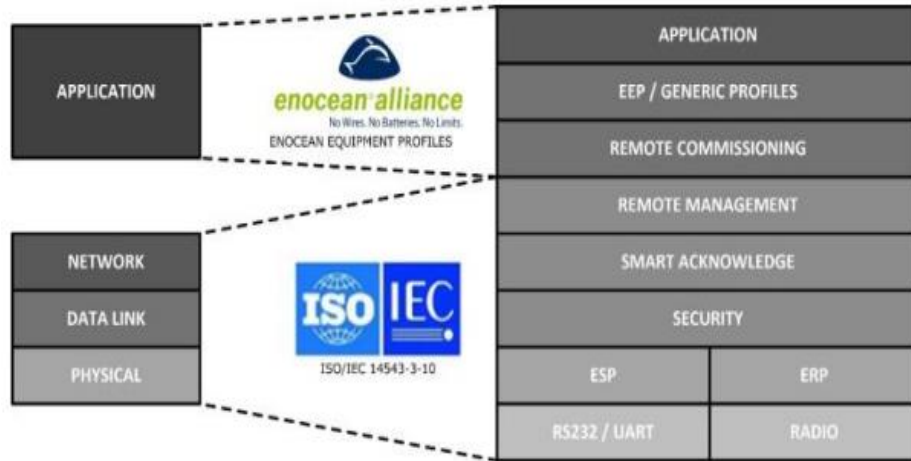 APPLICATION
enocean® alliance
No Wires. No Batteries. No Limits.
ENOCEAN EQUIPMENT PROFILES
NETWORK
DATA LINK
PHYSICAL
ISO IEC
ISO/IEC 14543-3-10
APPLICATION
EEP / GENERIC PROFILES
REMOTE COMMISSIONING
REMOTE MANAGEMENT
SMART ACKNOWLEDGE
SECURITY
ESP ERP
RS232 / UART RADIO